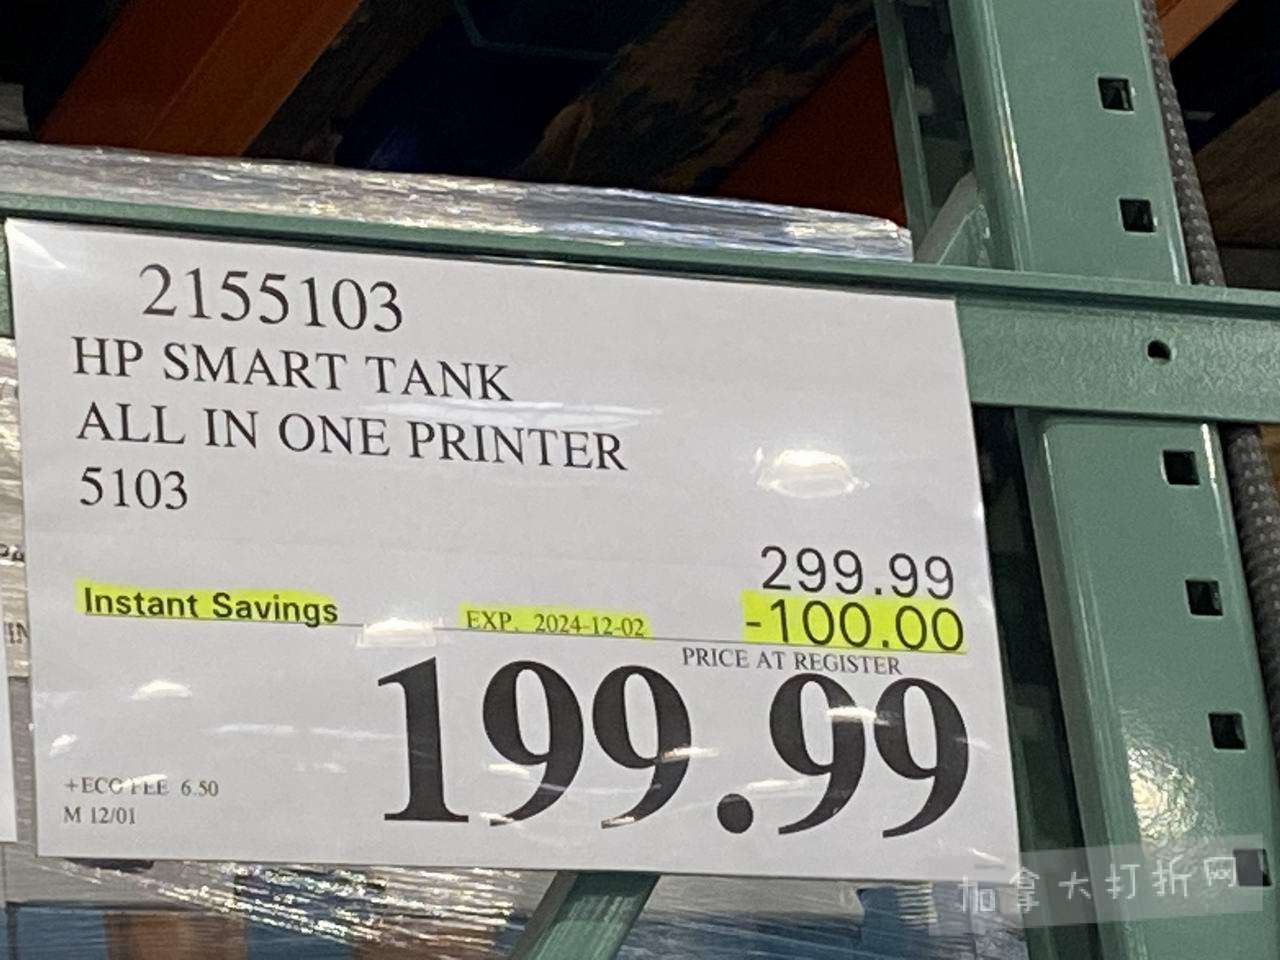 2155103
HP SMART TANK
ALL IN ONE PRINTER
5103
299.99
Instant Savings EXP. 2024-12-02 -100.00
PRICE AT REGISTER
199.99
+ECO FEE 6.50
M 12/01
加拿大打折网